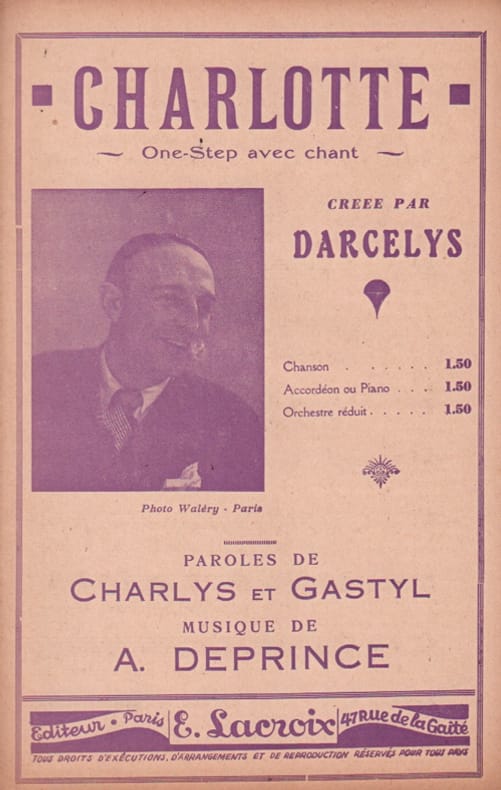 CHARLOTTE
One-Step avec chant
CREEE PAR
DARCELYS
Chanson . . . . . . 1.50
Accordéon ou Piano . . . 1.50
Orchestre réduit . . . . . 1.50
Photo Waléry - Paris
PAROLES DE
CHARLYS ET GASTYL
MUSIQUE DE
A. DEPRINCE
Editeur • Paris E. Lacroix 47 Rue de la Gaité
TOUS DROITS D'EXÉCUTIONS, D'ARRANGEMENTS ET DE REPRODUCTION RÉSERVÉS POUR TOUS PAYS